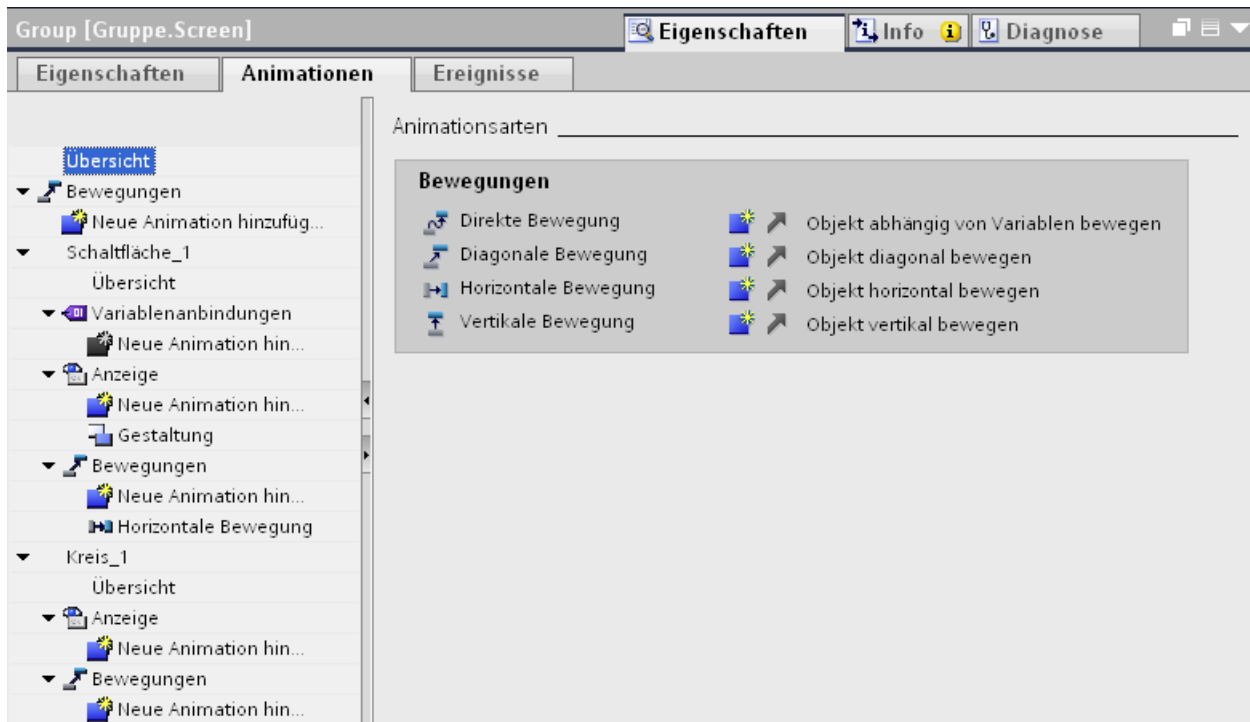 Group [Gruppe.Screen]
Eigenschaften
Info
Diagnose
Eigenschaften
Animationen
Ereignisse
Übersicht
Bewegungen
Neue Animation hinzufüg...
Schaltfläche_1
Übersicht
Variablenanbindungen
Neue Animation hin...
Anzeige
Neue Animation hin...
Gestaltung
Bewegungen
Neue Animation hin...
Horizontale Bewegung
Kreis_1
Übersicht
Anzeige
Neue Animation hin...
Bewegungen
Neue Animation hin...
Animationsarten
Bewegungen
Direkte Bewegung Objekt abhängig von Variablen bewegen
Diagonale Bewegung Objekt diagonal bewegen
Horizontale Bewegung Objekt horizontal bewegen
Vertikale Bewegung Objekt vertikal bewegen